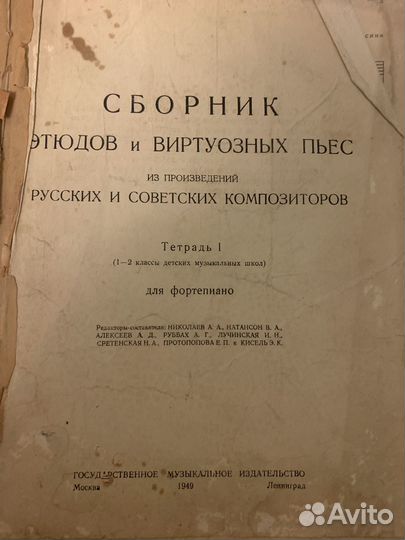 СБОРНИК
ЭТЮДОВ и ВИРТУОЗНЫХ ПЬЕС
ИЗ ПРОИЗВЕДЕНИЙ
РУССКИХ И СОВЕТСКИХ КОМПОЗИТОРОВ
Тетрадь I
(1—2 классы детских музыкальных школ)
для фортепиано
Редакторы-составители: НИКОЛАЕВ А. А., НАТАНСОН В. А.,
АЛЕКСЕЕВ А. Д., РУББАХ А. Г., ЛУЧИНСКАЯ И. Н.,
СРЕТЕНСКАЯ Н. А., ПРОТОПОПОВА Е. П. и КИСЕЛЬ Э. К.
ГОСУДАРСТВЕННОЕ МУЗЫКАЛЬНОЕ ИЗДАТЕЛЬСТВО
Москва 1949 Ленинград
Avito